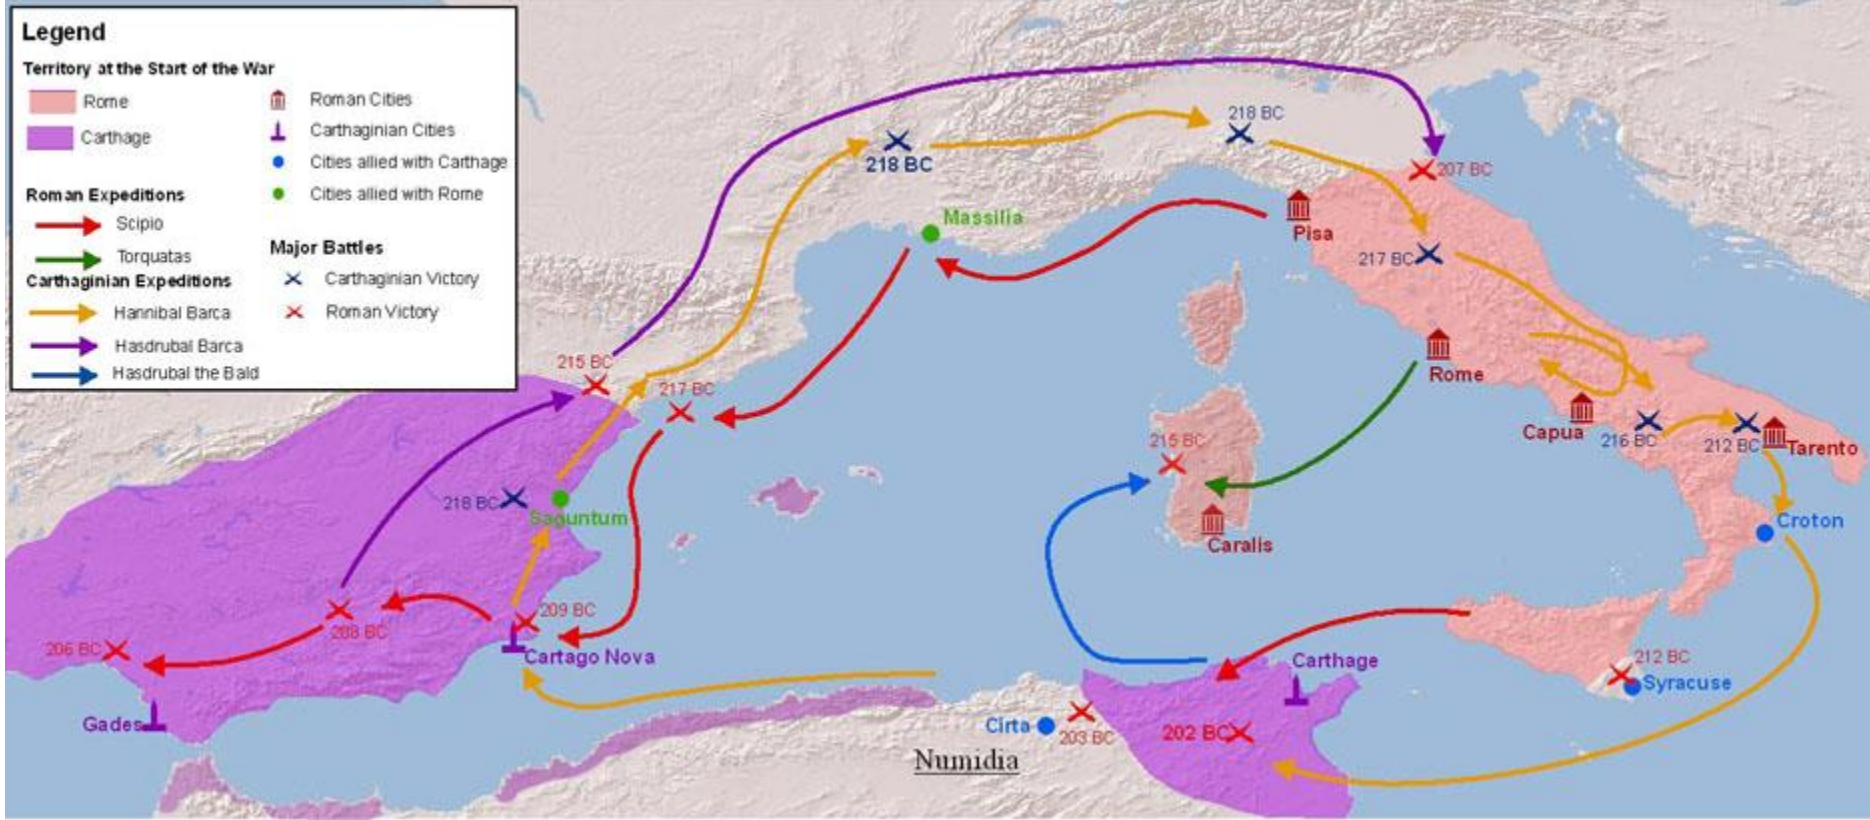 Legend
Territory at the Start of the War
Rome
Carthage
Roman Cities
Carthaginian Cities
Cities allied with Carthage
Cities allied with Rome
Roman Expeditions
Scipio
Torquatas
Carthaginian Expeditions
Hannibal Barca
Hasdrubal Barca
Hasdrubal the Bald
Major Battles
Carthaginian Victory
Roman Victory
218 BC
218 BC
207 BC
Massilia
Pisa
217 BC
215 BC
217 BC
Rome
Capua
216 BC
212 BC
Tarento
215 BC
218 BC
Saguntum
Croton
Caralis
209 BC
208 BC
206 BC
Cartago Nova
Carthage
212 BC
Syracuse
Gades
Cirta
203 BC
202 BC
Numidia